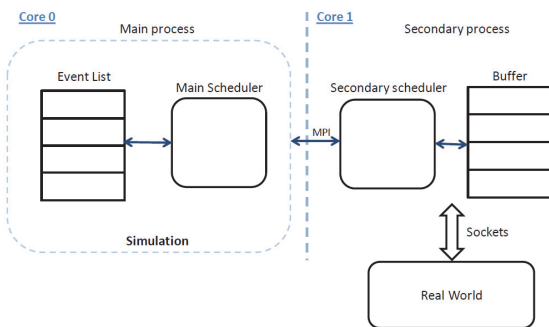 Core 0
Main process
Event List
Main Scheduler
Simulation
MPI
Core 1
Secondary process
Secondary scheduler
Buffer
Sockets
Real World